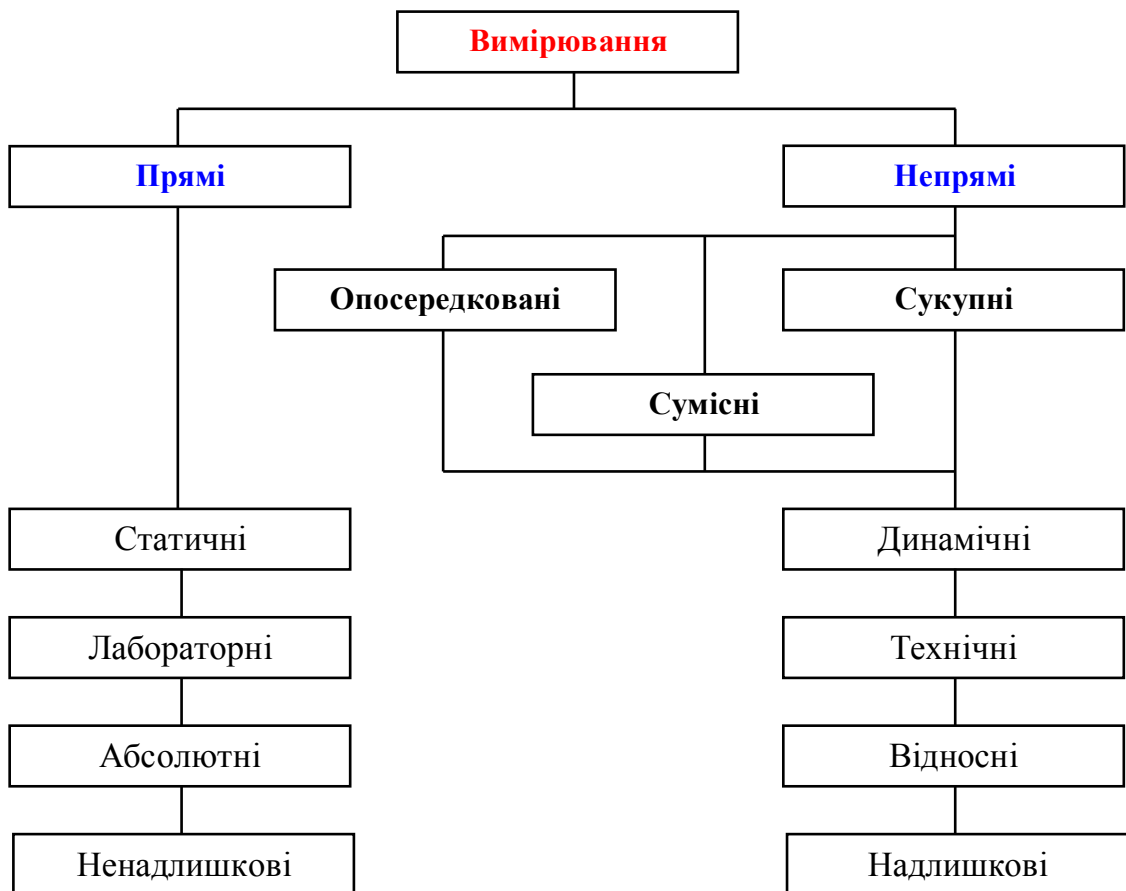 Вимірювання
Прямі
Непрямі
Опосередковані
Сукупні
Сумісні
Статичні
Динамічні
Лабораторні
Технічні
Абсолютні
Відносні
Ненадлишкові
Надлишкові